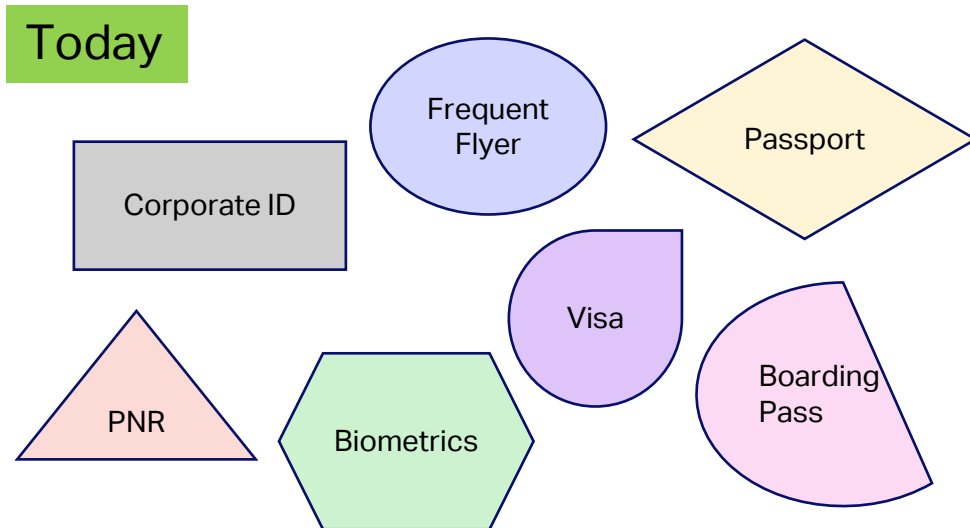 Today
Frequent
Flyer
Passport
Corporate ID
Visa
Boarding
Pass
PNR
Biometrics